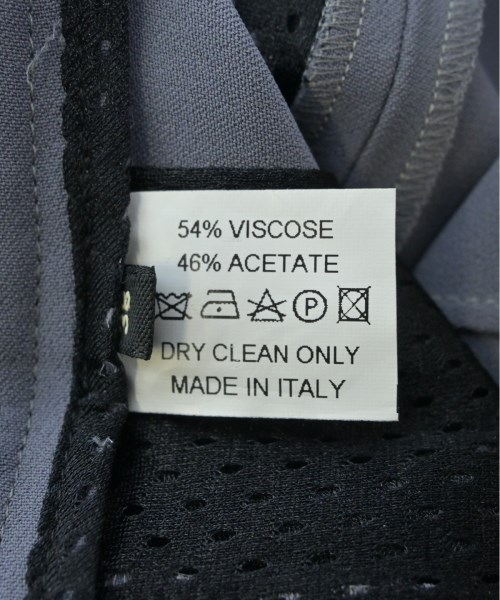 54% VISCOSE
46% ACETATE
P
DRY CLEAN ONLY
MADE IN ITALY